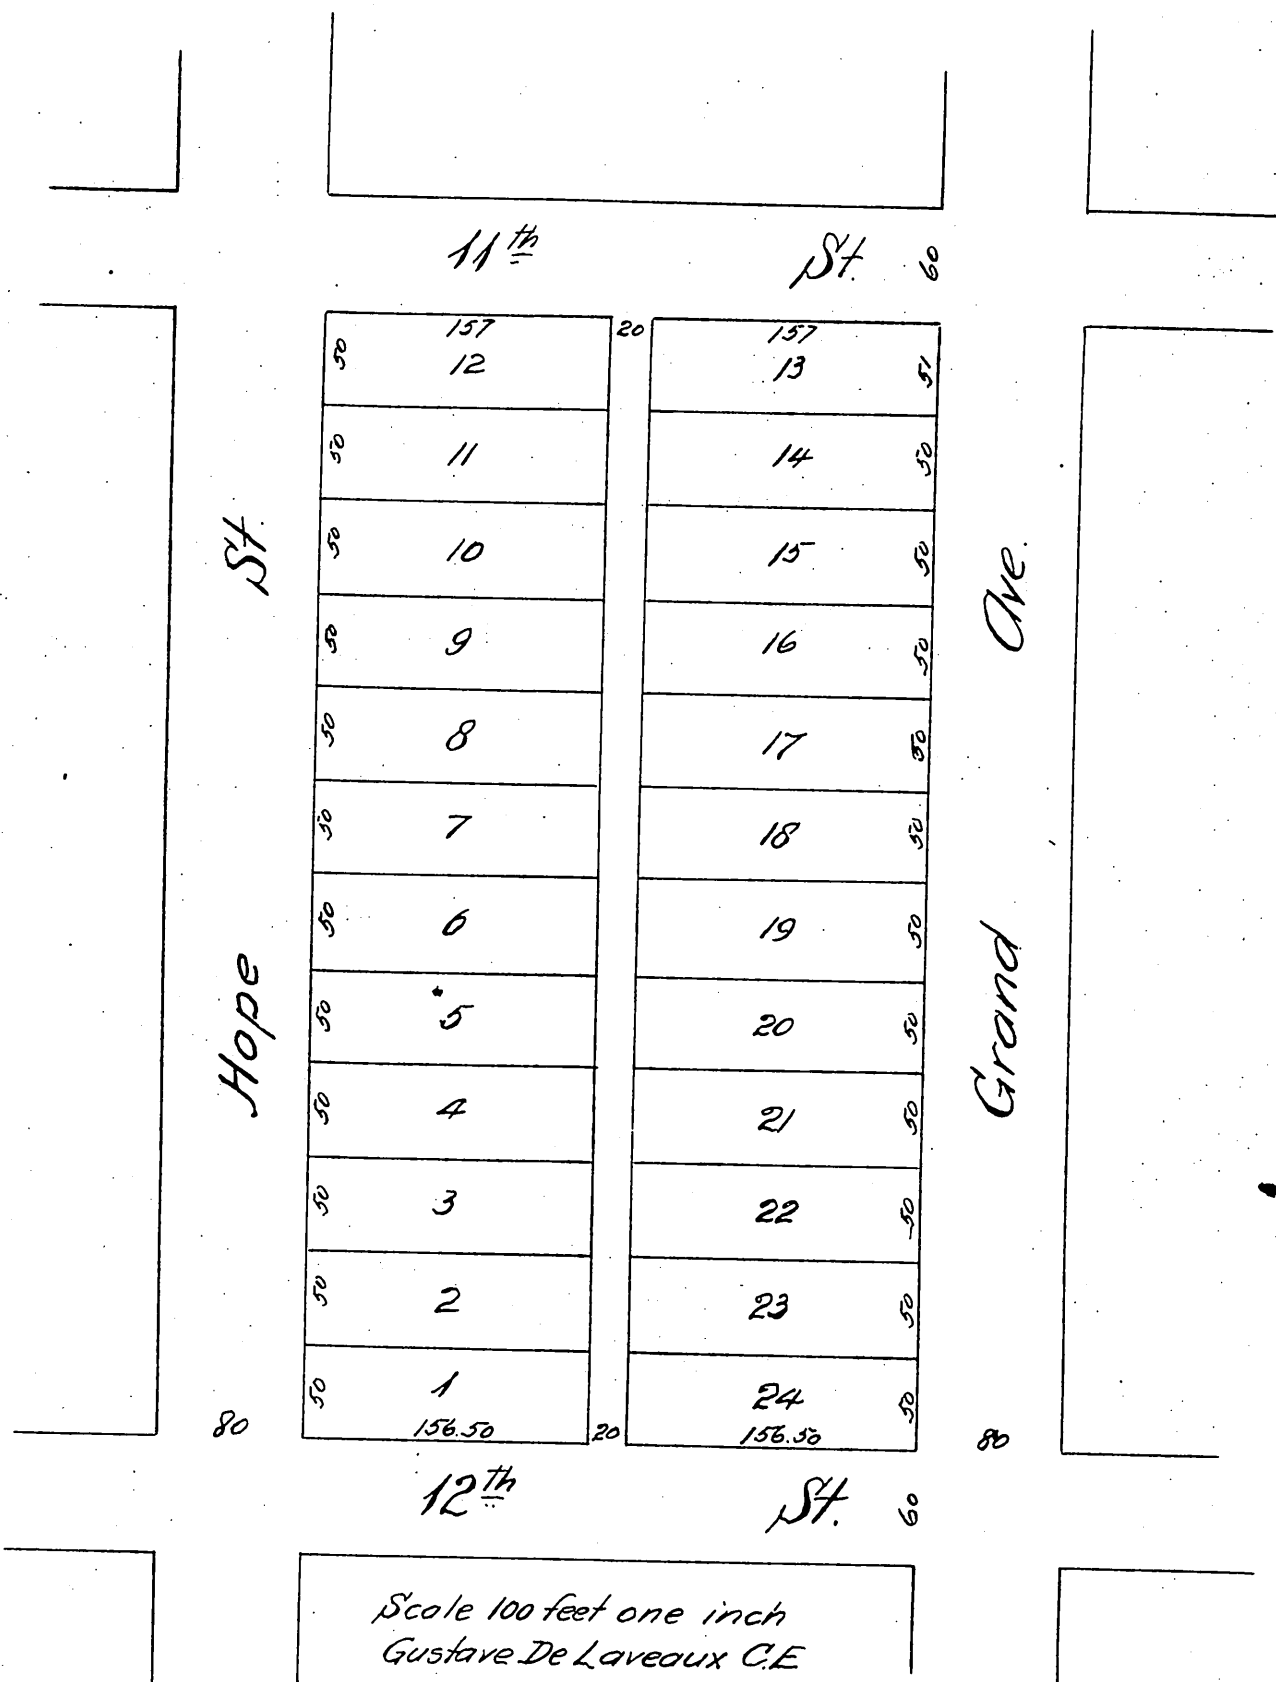 11th St. 60
157 20 157
50 12 13 51
50 11 14 50
50 10 15 50
50 9 16 50
50 8 17 50
50 7 18 50
50 6 19 50
50 5 20 50
50 4 21 50
50 3 22 50
50 2 23 50
50 1 24 50
80 156.50 20 156.50 80
Hope St.
Grand Ave.
12th St. 60
Scale 100 feet one inch
Gustave De Laveaux C.E